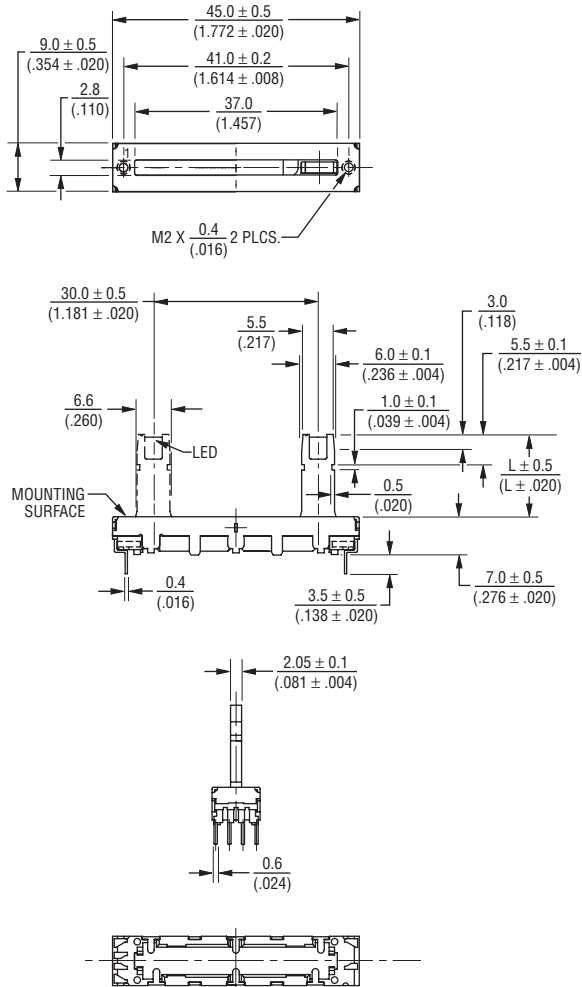 45.0 ± 0.5
(1.772 ± .020)
9.0 ± 0.5
(.354 ± .020)
41.0 ± 0.2
(1.614 ± .008)
2.8
(.110)
37.0
(1.457)
1
M2 X 0.4 2 PLCS.
(.016)
30.0 ± 0.5
(1.181 ± .020)
3.0
(.118)
5.5
(.217)
5.5 ± 0.1
(.217 ± .004)
6.0 ± 0.1
(.236 ± .004)
6.6
(.260)
1.0 ± 0.1
(.039 ± .004)
LED
L ± 0.5
(L ± .020)
0.5
(.020)
MOUNTING
SURFACE
0.4
(.016)
3.5 ± 0.5
(.138 ± .020)
7.0 ± 0.5
(.276 ± .020)
2.05 ± 0.1
(.081 ± .004)
0.6
(.024)